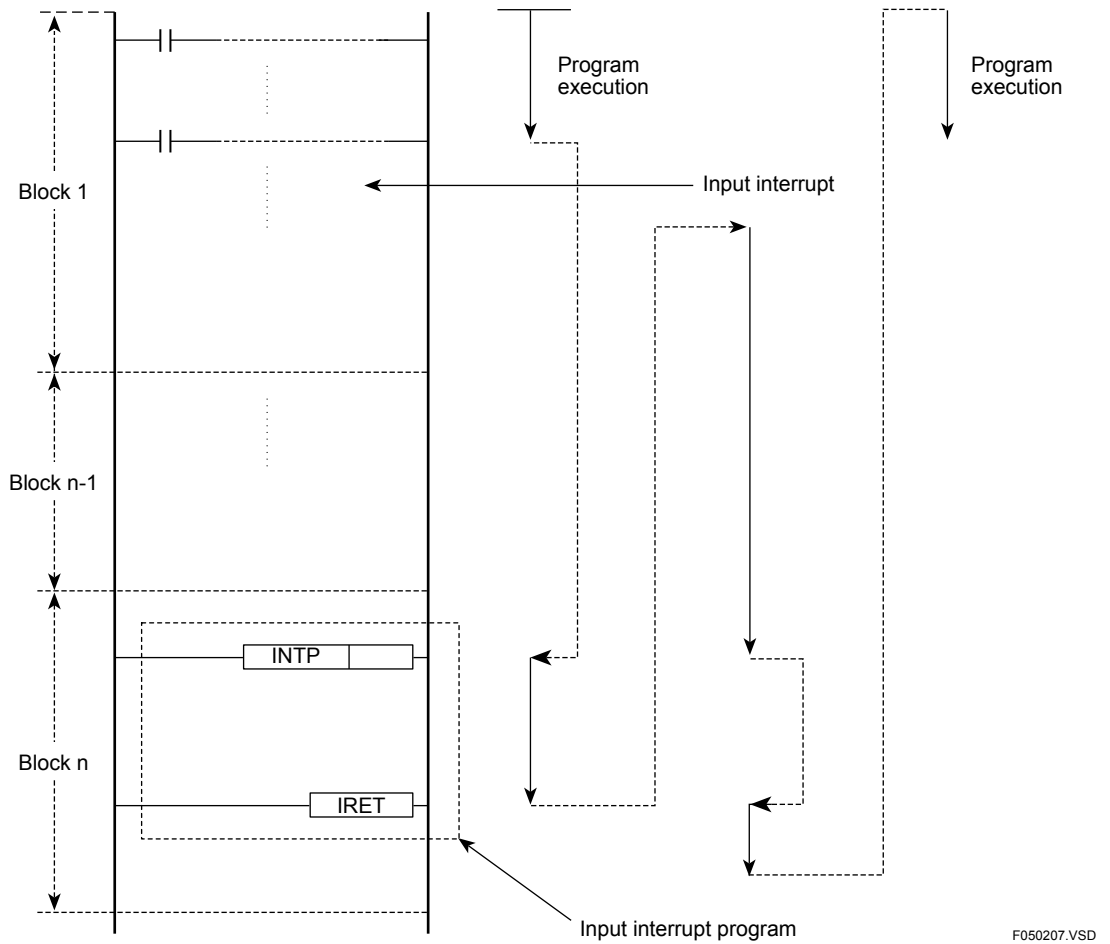 Program
execution
Program
execution
Block 1
Input interrupt
Block n-1
INTP
Block n
IRET
Input interrupt program
F050207.VSD